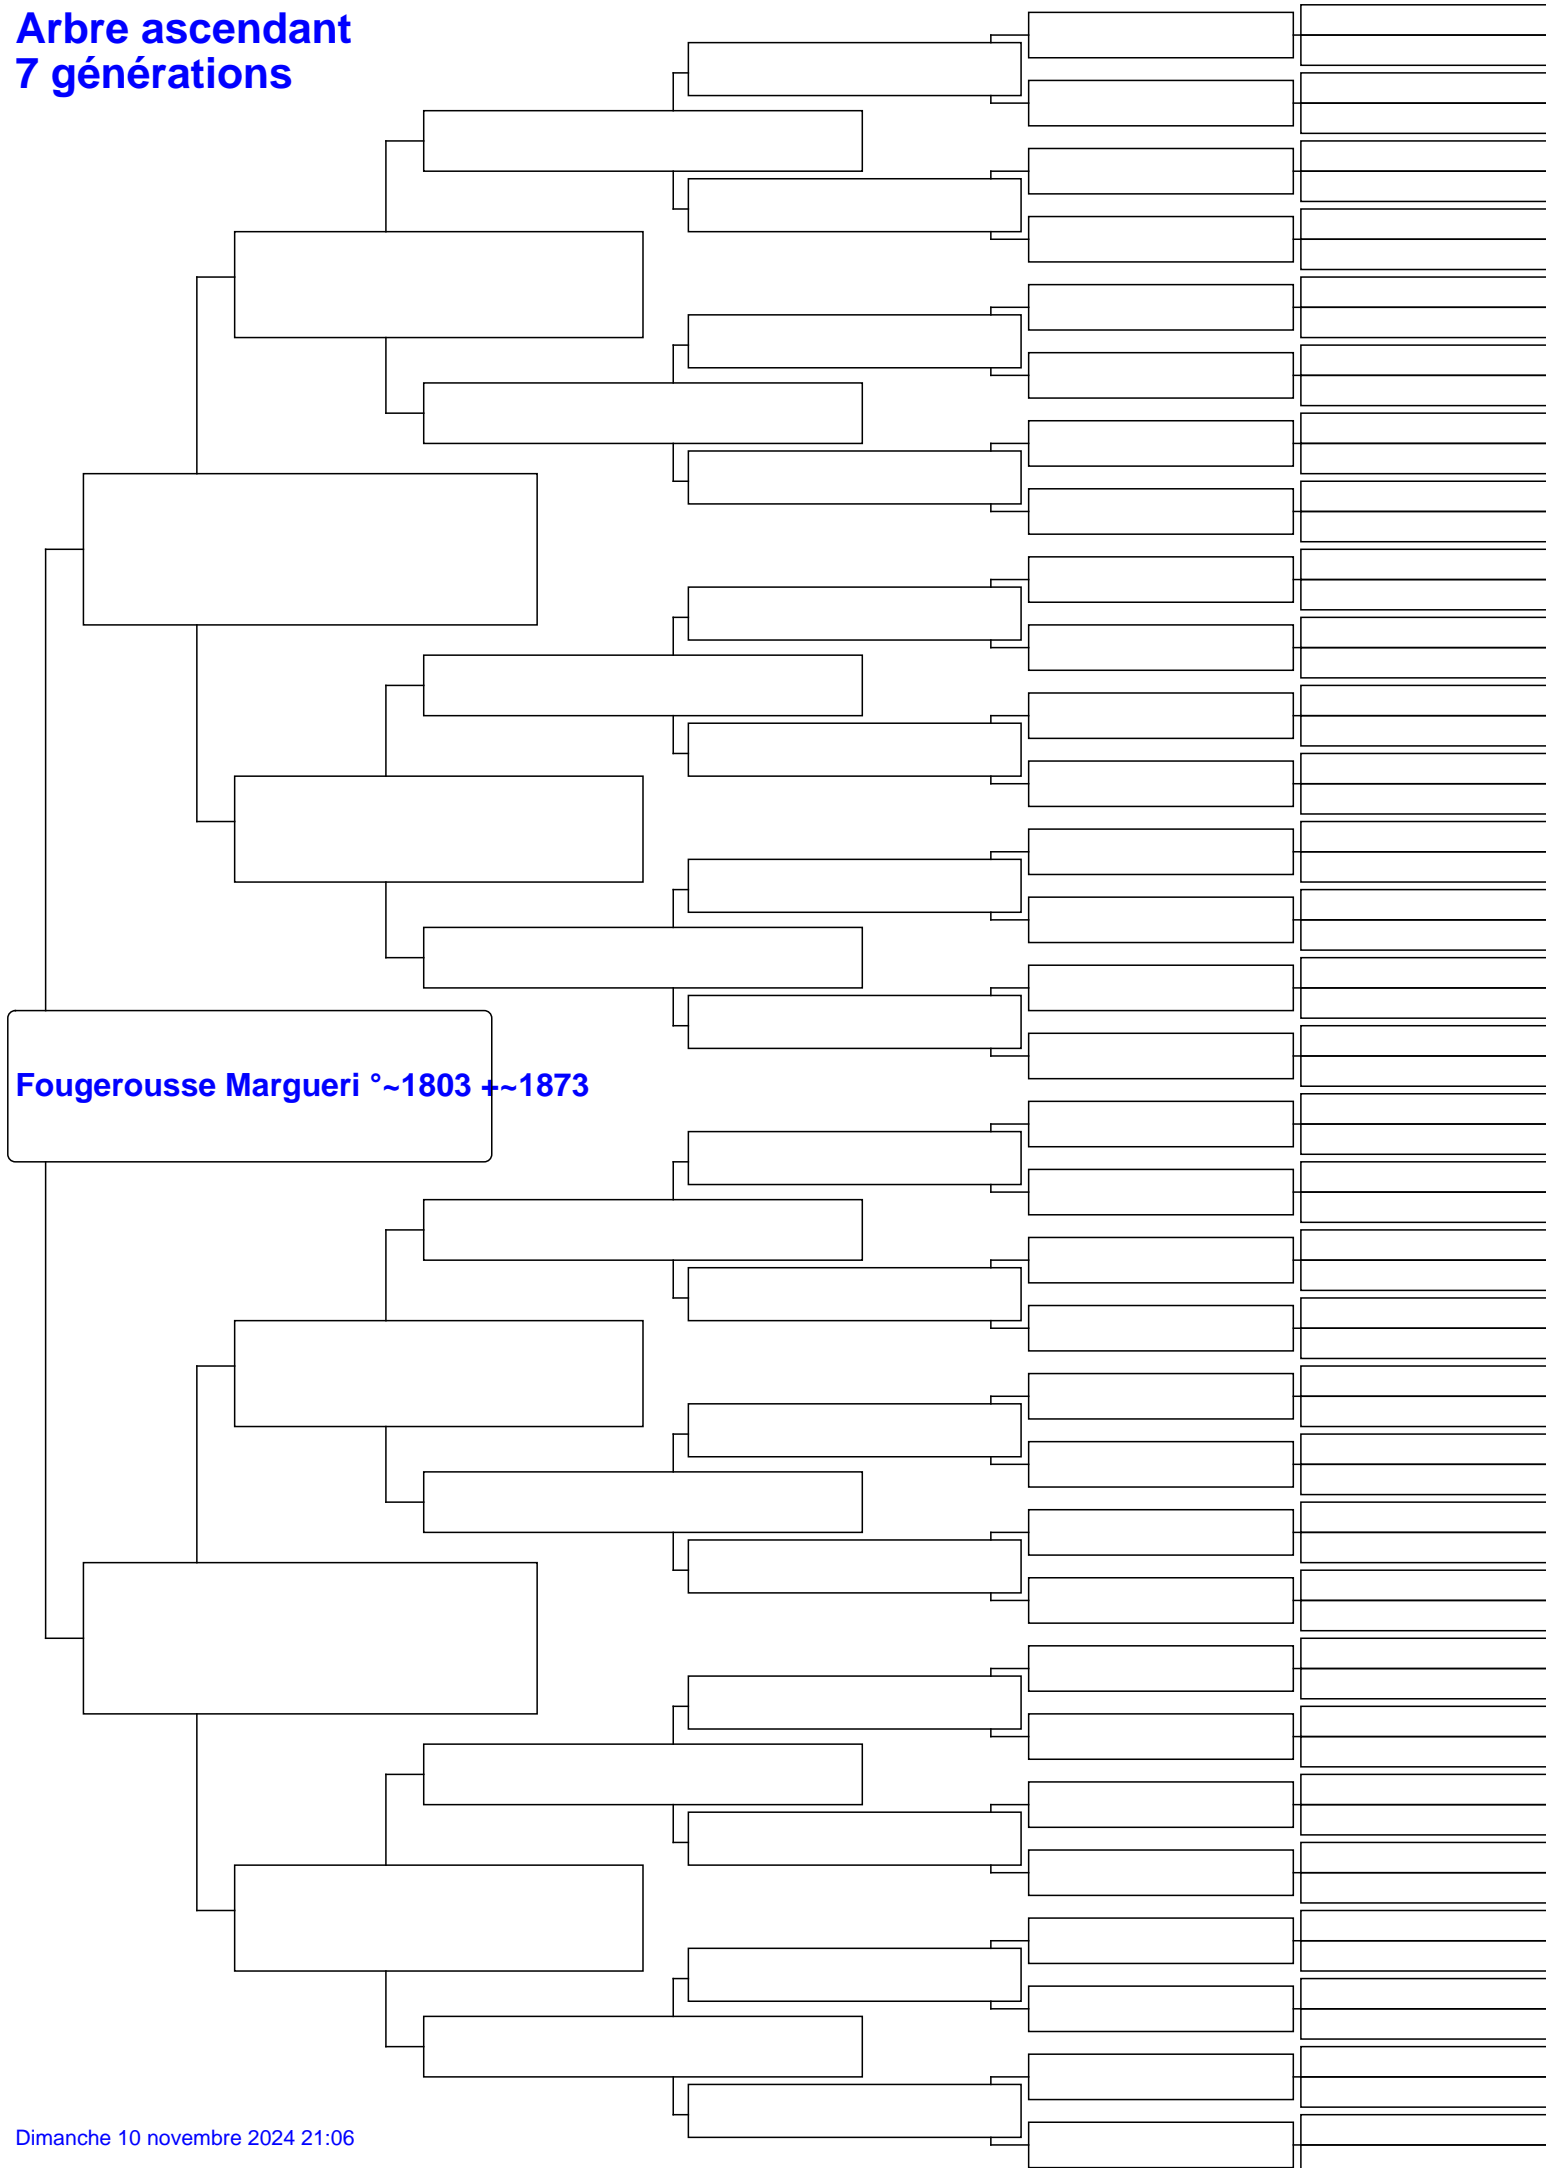 Arbre ascendant
7 générations
Fougerousse Margueri °~1803 +~1873
Dimanche 10 novembre 2024 21:06